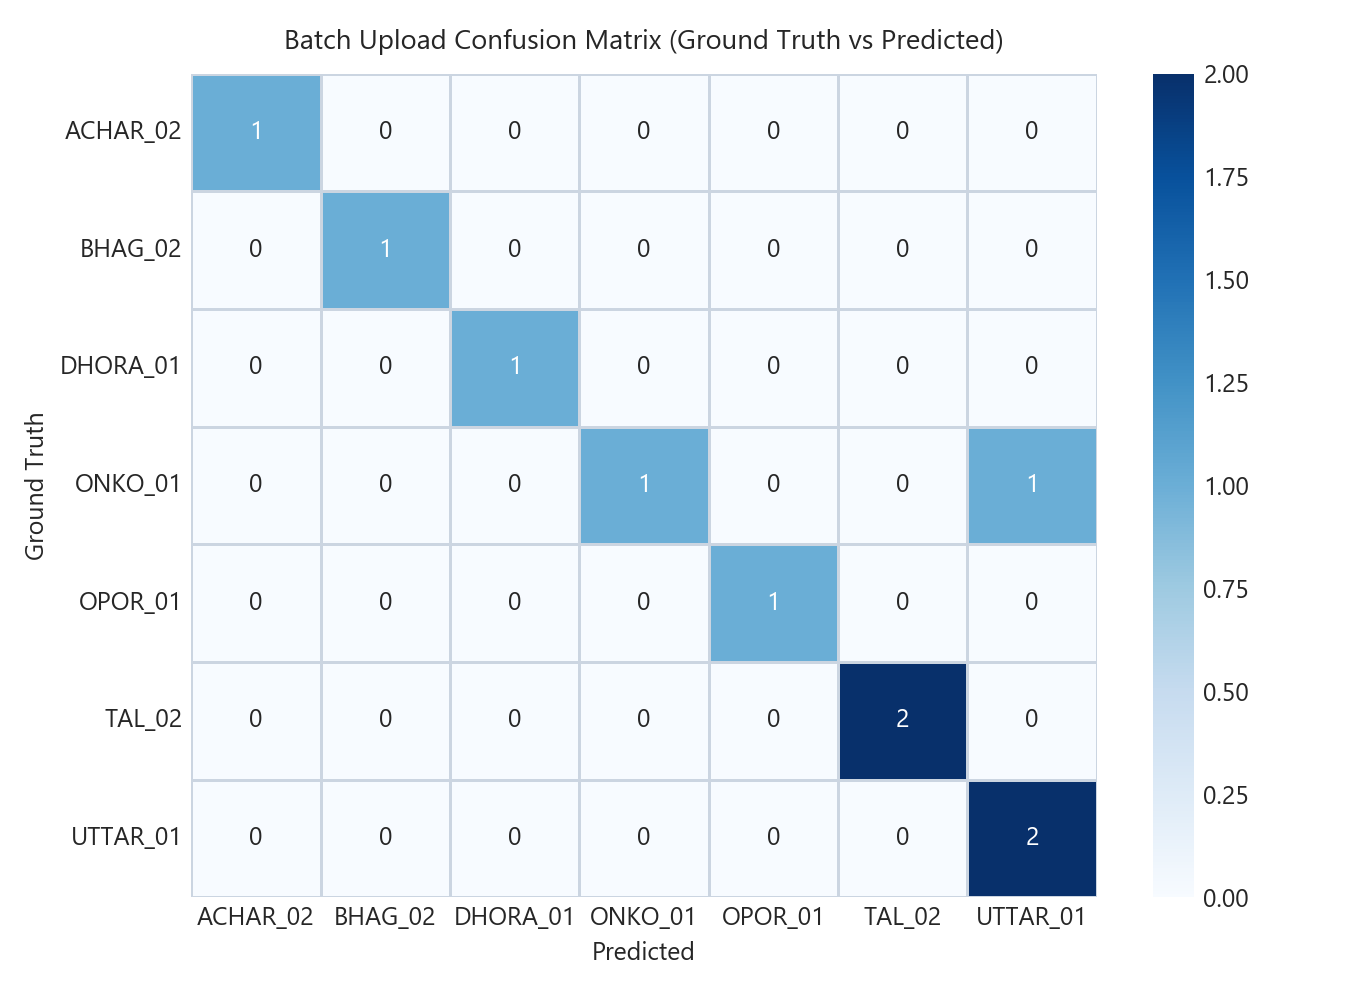 Batch Upload Confusion Matrix (Ground Truth vs Predicted)
2.00
ACHAR_02 1 0 0 0 0 0 0
1.75
BHAG_02 0 1 0 0 0 0 0
1.50
DHORA_01 0 0 1 0 0 0 0
1.25
Ground Truth
ONKO_01 0 0 0 1 0 0 1
1.00
OPOR_01 0 0 0 0 1 0 0
0.75
TAL_02 0 0 0 0 0 2 0
0.50
UTTAR_01 0 0 0 0 0 0 2
0.25
0.00
ACHAR_02 BHAG_02 DHORA_01 ONKO_01 OPOR_01 TAL_02 UTTAR_01
Predicted